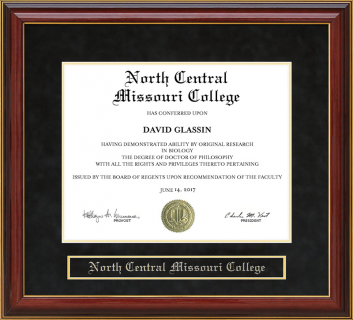 North Central
Missouri College
HAS CONFERRED UPON
DAVID GLASSIN
HAVING DEMONSTRATED ABILITY BY ORIGINAL RESEARCH
IN BIOLOGY
THE DEGREE OF DOCTOR OF PHILOSOPHY
WITH ALL THE RIGHTS AND PRIVILEGES THERETO PERTAINING
ISSUED BY THE BOARD OF REGENTS UPON RECOMMENDATION OF THE FACULTY
JUNE 14, 2017
PROVOST
PRESIDENT
North Central Missouri College